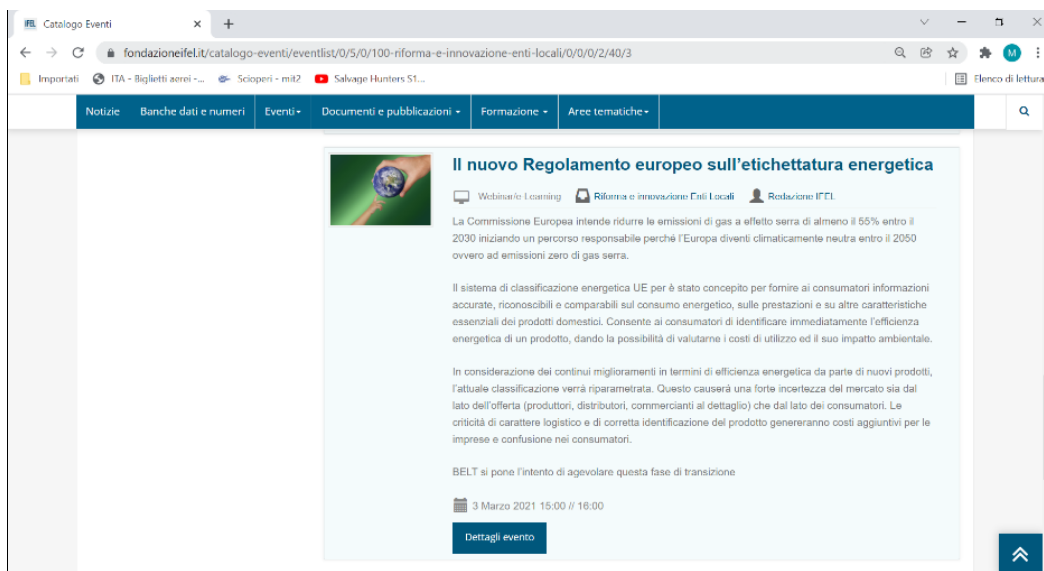 IFEL Catalogo Eventi
fondazioneifel.it/catalogo-eventi/eventlist/0/5/0/100-riforma-e-innovazione-enti-locali/0/0/0/2/40/3
M
Importati ITA - Biglietti aerei -... Scioperi - mit2 Salvage Hunters S1... Elenco di lettura
Notizie Banche dati e numeri Eventi Documenti e pubblicazioni Formazione Aree tematiche
Il nuovo Regolamento europeo sull'etichettatura energetica
Webinar/e-Learning Riforma e innovazione Enti Locali Redazione IFEL
La Commissione Europea intende ridurre le emissioni di gas a effetto serra di almeno il 55% entro il
2030 iniziando un percorso responsabile perché l'Europa diventi climaticamente neutra entro il 2050
ovvero ad emissioni zero di gas serra.
Il sistema di classificazione energetica UE per è stato concepito per fornire ai consumatori informazioni
accurate, riconoscibili e comparabili sul consumo energetico, sulle prestazioni e su altre caratteristiche
essenziali dei prodotti domestici. Consente ai consumatori di identificare immediatamente l'efficienza
energetica di un prodotto, dando la possibilità di valutarne i costi di utilizzo ed il suo impatto ambientale.
In considerazione dei continui miglioramenti in termini di efficienza energetica da parte di nuovi prodotti,
l'attuale classificazione verrà riparametrata. Questo causerà una forte incertezza del mercato sia dal
lato dell'offerta (produttori, distributori, commercianti al dettaglio) che dal lato dei consumatori. Le
criticità di carattere logistico e di corretta identificazione del prodotto genereranno costi aggiuntivi per le
imprese e confusione nei consumatori.
BELT si pone l'intento di agevolare questa fase di transizione
3 Marzo 2021 15:00 // 16:00
Dettagli evento